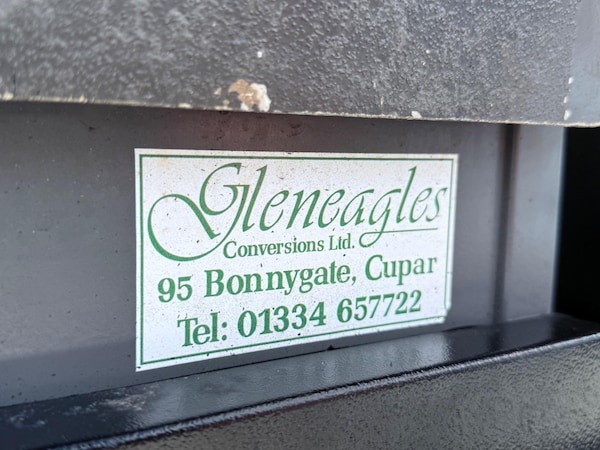 Gleneagles
Conversions Ltd.
95 Bonnygate, Cupar
Tel: 01334 657722